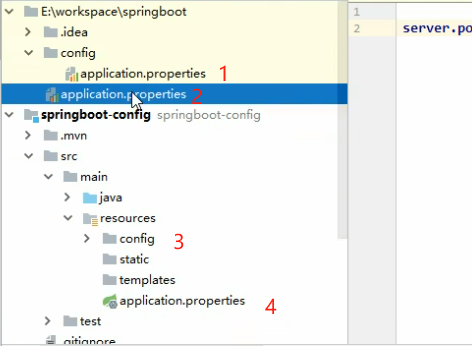 E:\workspace\springboot
.idea
config
application.properties 1
application.properties 2
springboot-config springboot-config
.mvn
src
main
java
resources
config 3
static
templates
application.properties 4
test
.gitignore
1
2 server.po